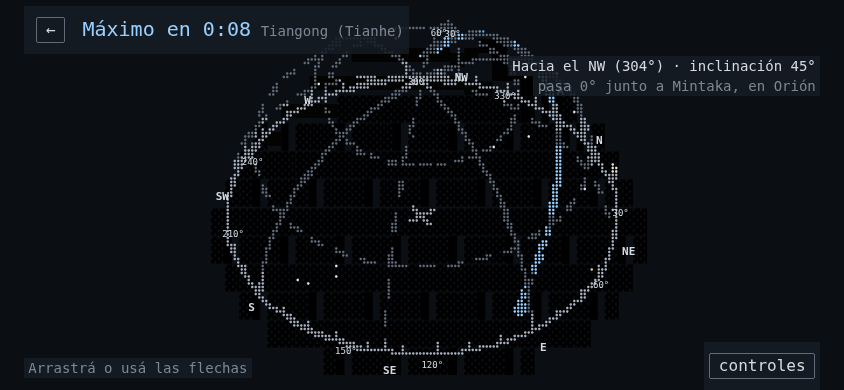 ← Máximo en 0:08 Tiangong (Tianhe)
60° 30°
Hacia el NW (304°) · inclinación 45°
pasa 0° junto a Mintaka, en Orión
NW
300°
330°
W
N
240°
SW
30°
210°
NE
60°
S
E
150°
120°
SE
Arrastrá o usá las flechas
controles